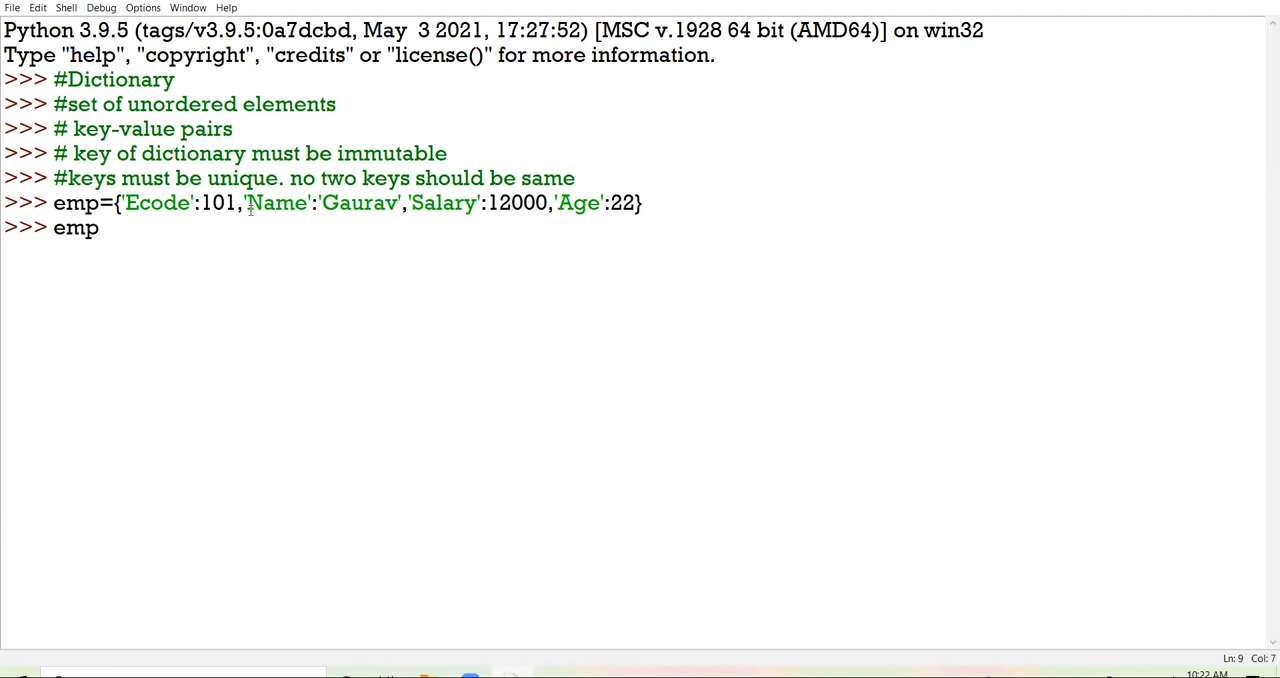 File Edit Shell Debug Options Window Help
Python 3.9.5 (tags/v3.9.5:0a7dcbd, May  3 2021, 17:27:52) [MSC v.1928 64 bit (AMD64)] on win32
Type "help", "copyright", "credits" or "license()" for more information.
>>> #Dictionary
>>> #set of unordered elements
>>> # key-value pairs
>>> # key of dictionary must be immutable
>>> #keys must be unique. no two keys should be same
>>> emp={'Ecode':101,'Name':'Gaurav','Salary':12000,'Age':22}
>>> emp
Ln: 9 Col: 7
10:22 AM